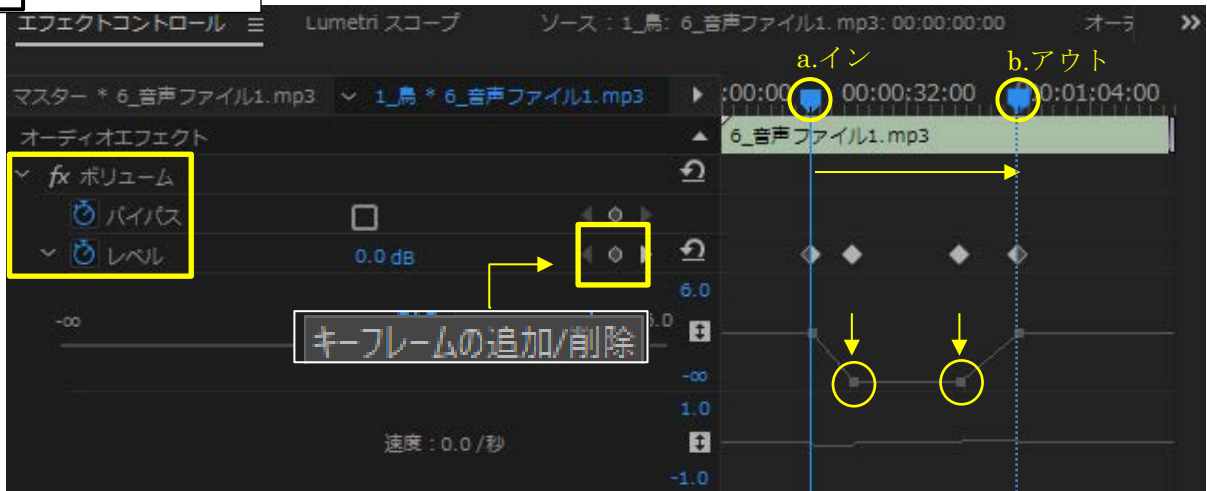 エフェクトコントロール ≡ Lumetri スコープ ソース：1_鳥: 6_音声ファイル1. mp3: 00:00:00:00 オーラ »
a.イン b.アウト
マスター * 6_音声ファイル1.mp3 1_鳥 * 6_音声ファイル1.mp3 :00:00 00:00:32:00 0:01:04:00
オーディオエフェクト 6_音声ファイル1.mp3
fx ボリューム
バイパス
レベル 0.0 dB
6.0
-∞ .0
キーフレームの追加/削除
-∞
1.0
速度：0.0 /秒
-1.0